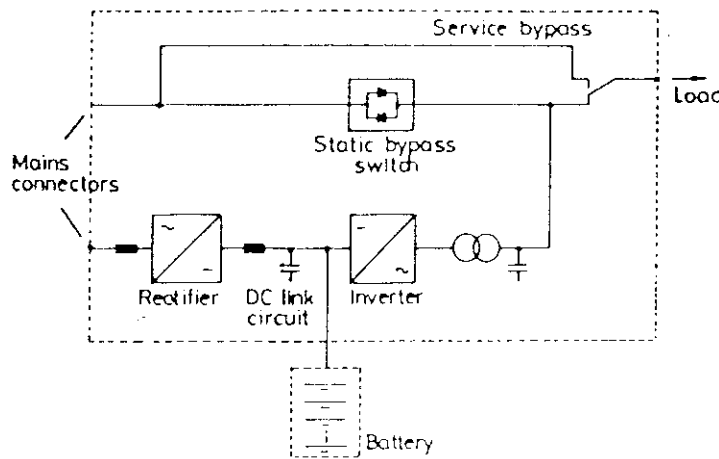 Service bypass
Load
Static bypass
switch
Mains
connectors
~
–
–
~
Rectifier
DC link
circuit
Inverter
Battery